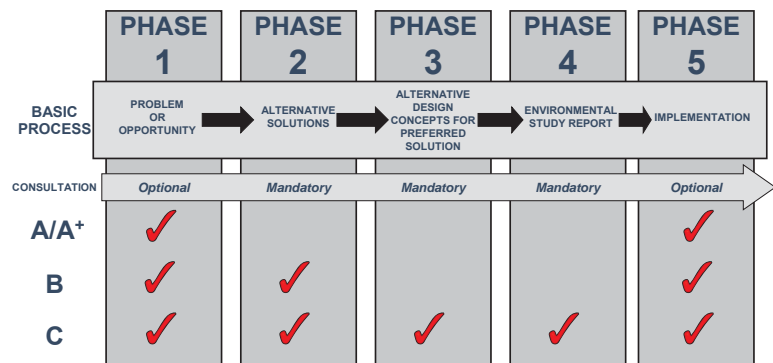 PHASE 1
PHASE 2
PHASE 3
PHASE 4
PHASE 5
BASIC
PROCESS
PROBLEM
OR
OPPORTUNITY
ALTERNATIVE
SOLUTIONS
ALTERNATIVE
DESIGN
CONCEPTS FOR
PREFERRED
SOLUTION
ENVIRONMENTAL
STUDY REPORT
IMPLEMENTATION
CONSULTATION
Optional
Mandatory
Mandatory
Mandatory
Optional
A/A+
B
C